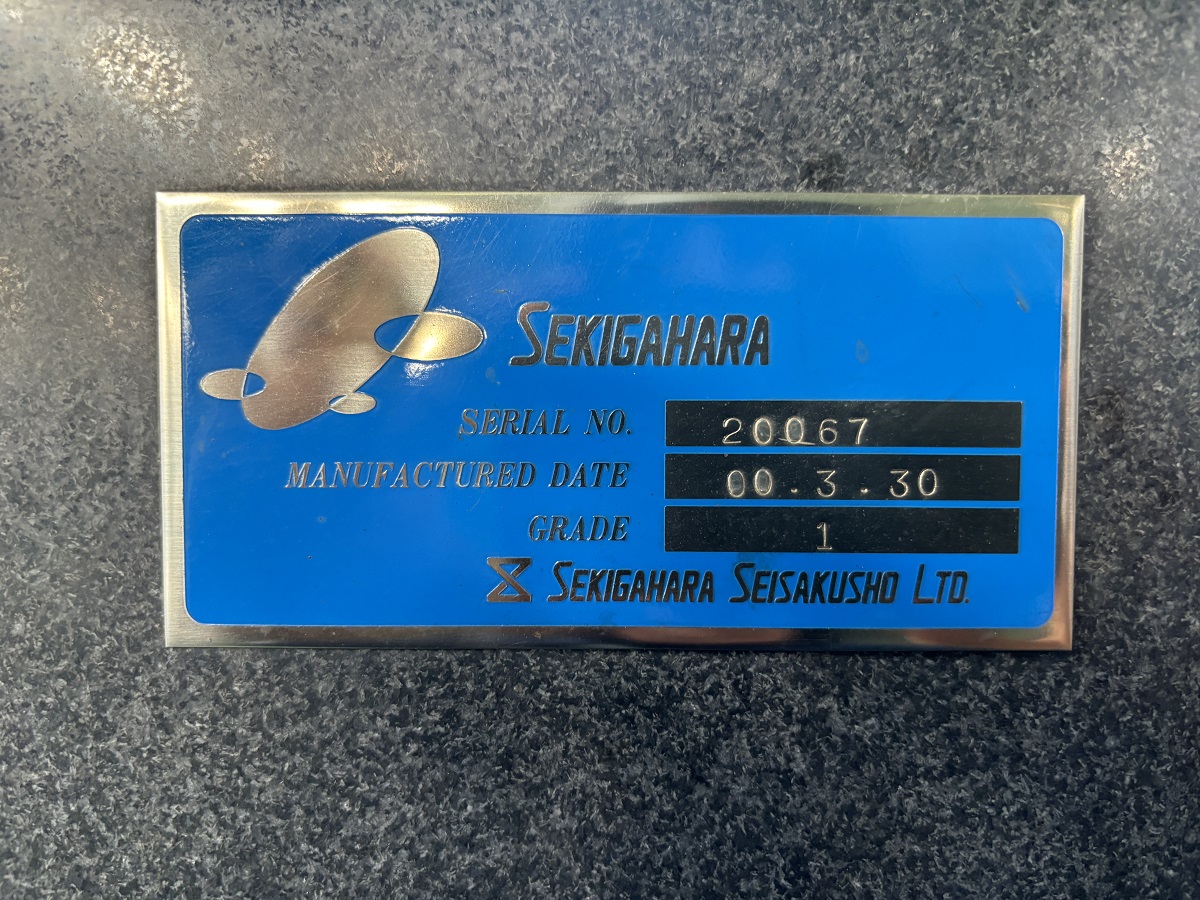 SEKIGAHARA
SERIAL NO. 20067
MANUFACTURED DATE 00.3.30
GRADE 1
SEKIGAHARA SEISAKUSHO LTD.